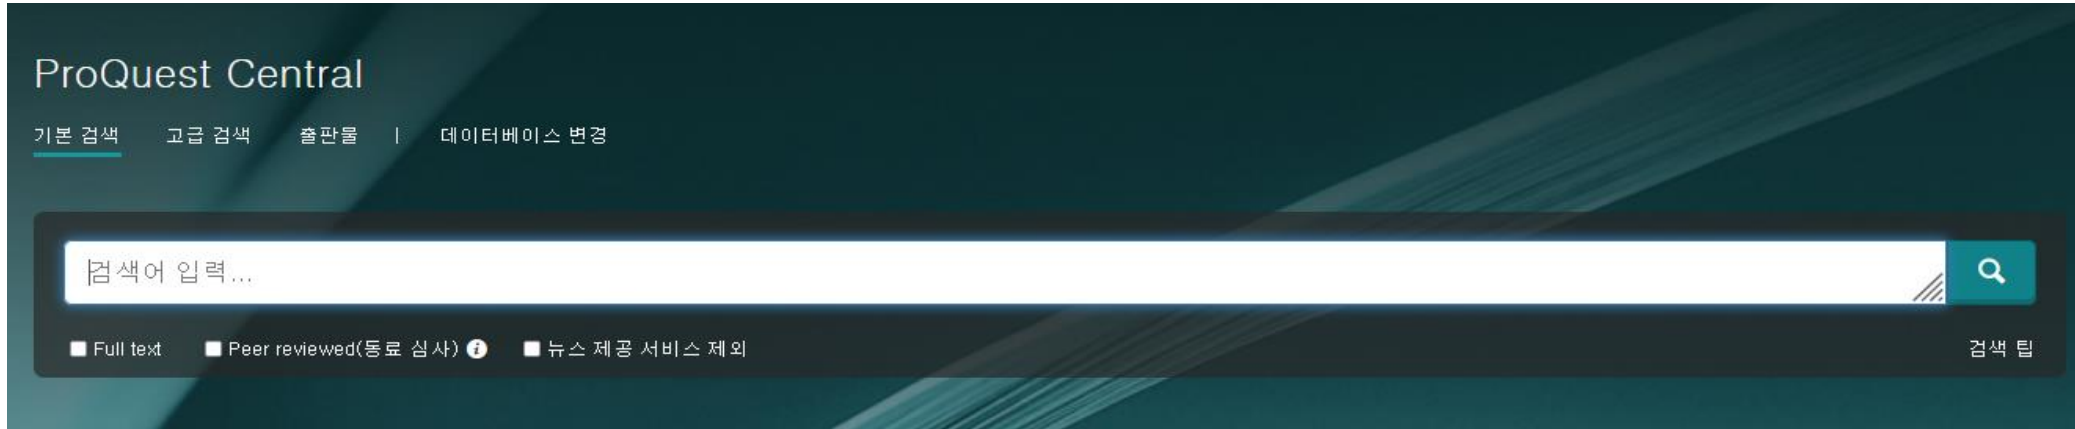 ProQuest Central
기본 검색 고급 검색 출판물 | 데이터베이스 변경
검색어 입력...
Full text Peer reviewed(동료 심사) i 뉴스 제공 서비스 제외 검색 팁